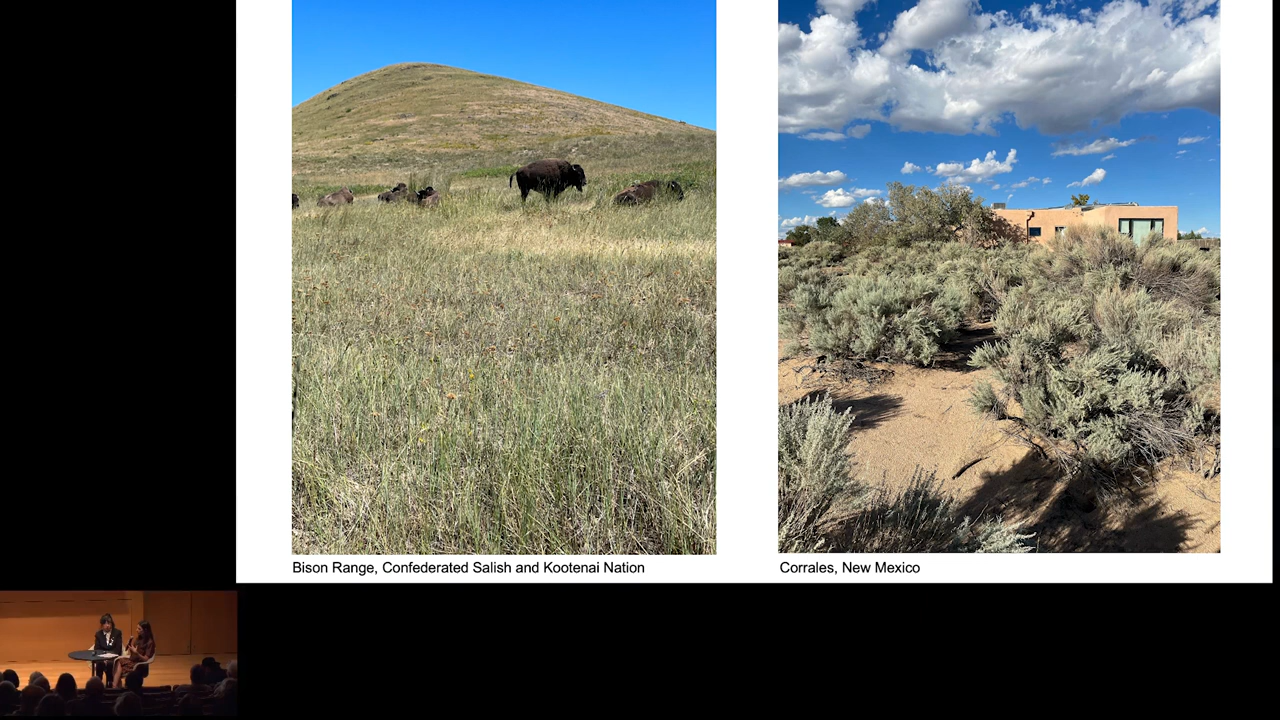 Bison Range, Confederated Salish and Kootenai Nation
Corrales, New Mexico